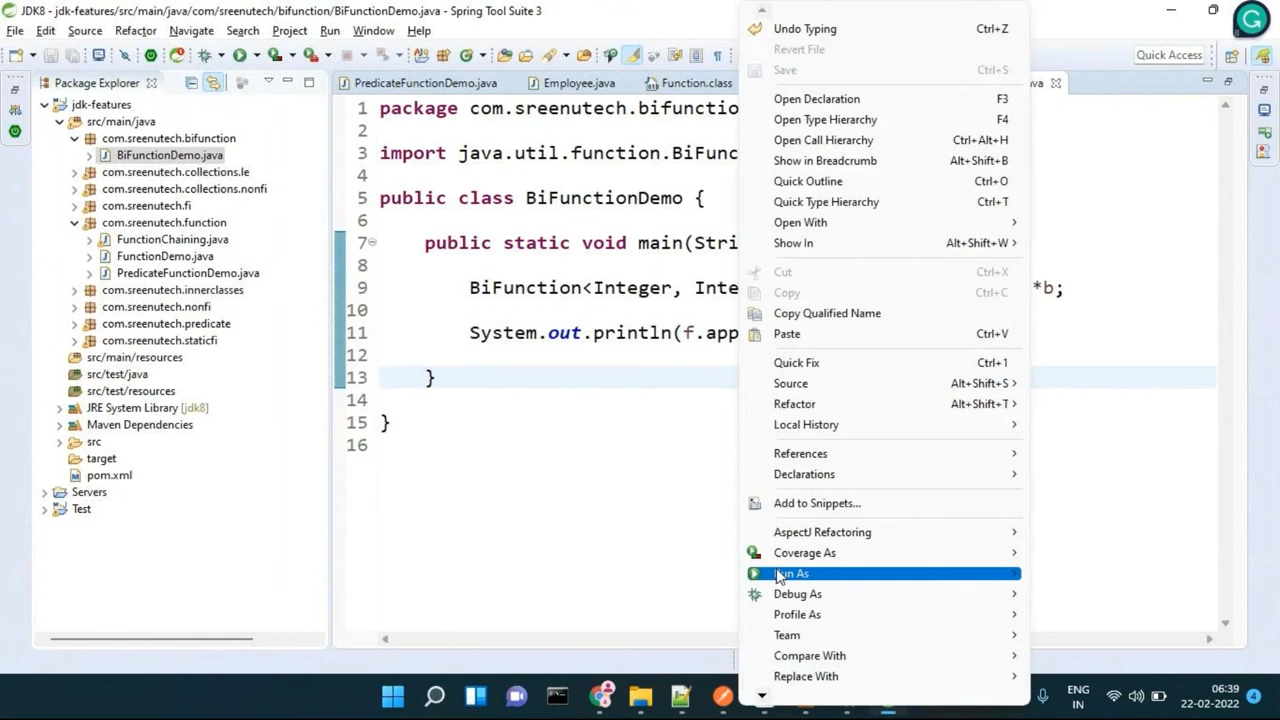 JDK8 - jdk-features/src/main/java/com/sreenutech/bifunction/BiFunctionDemo.java - Spring Tool Suite 3
File Edit Source Refactor Navigate Search Project Run Window Help
Quick Access
Package Explorer
jdk-features
src/main/java
com.sreenutech.bifunction
BiFunctionDemo.java
com.sreenutech.collections.le
com.sreenutech.collections.nonfi
com.sreenutech.fi
com.sreenutech.function
FunctionChaining.java
FunctionDemo.java
PredicateFunctionDemo.java
com.sreenutech.innerclasses
com.sreenutech.nonfi
com.sreenutech.predicate
com.sreenutech.staticfi
src/main/resources
src/test/java
src/test/resources
JRE System Library [jdk8]
Maven Dependencies
src
target
pom.xml
Servers
Test
PredicateFunctionDemo.java Employee.java Function.class
1 package com.sreenutech.bifunctio
2
3 import java.util.function.BiFunc
4
5 public class BiFunctionDemo {
6
7 public static void main(Stri
8
9 BiFunction<Integer, Inte *b;
10
11 System.out.println(f.app
12
13 }
14
15 }
16
Undo Typing Ctrl+Z
Revert File
Save Ctrl+S
Open Declaration F3
Open Type Hierarchy F4
Open Call Hierarchy Ctrl+Alt+H
Show in Breadcrumb Alt+Shift+B
Quick Outline Ctrl+O
Quick Type Hierarchy Ctrl+T
Open With
Show In Alt+Shift+W
Cut Ctrl+X
Copy Ctrl+C
Copy Qualified Name
Paste Ctrl+V
Quick Fix Ctrl+1
Source Alt+Shift+S
Refactor Alt+Shift+T
Local History
References
Declarations
Add to Snippets...
AspectJ Refactoring
Coverage As
Run As
Debug As
Profile As
Team
Compare With
Replace With
ENG
IN
06:39
22-02-2022
4